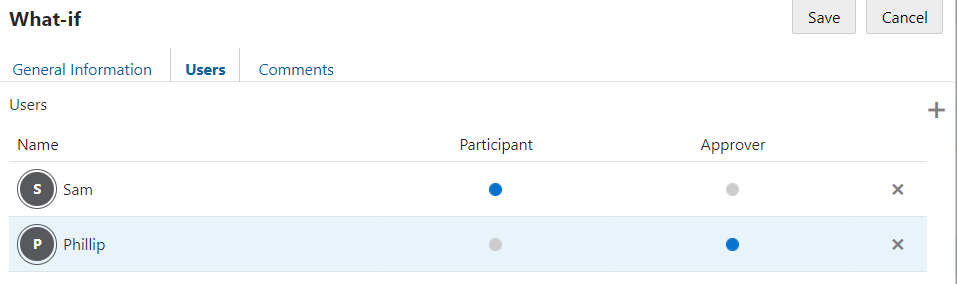 What-if
Save Cancel
General Information Users Comments
Users
Name Participant Approver
S Sam
P Phillip